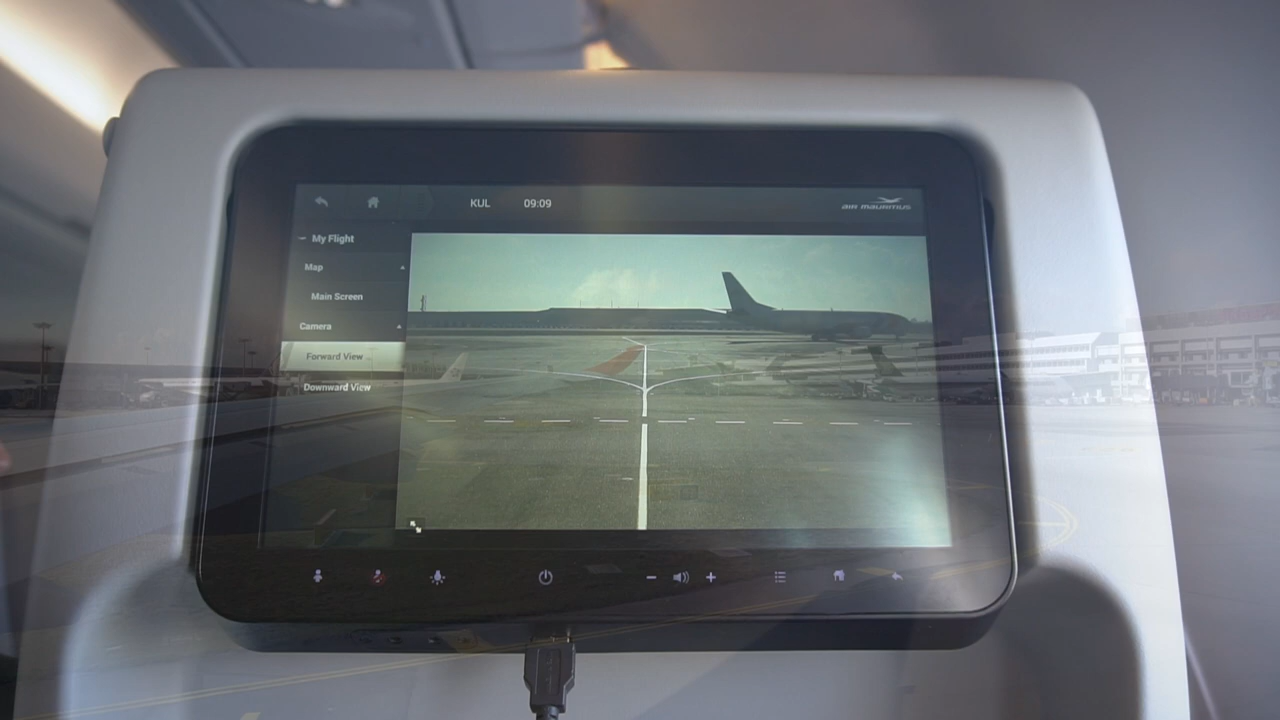 KUL 09:09
AIR MAURITIUS
My Flight
Map
Main Screen
Camera
Forward View
Downward View